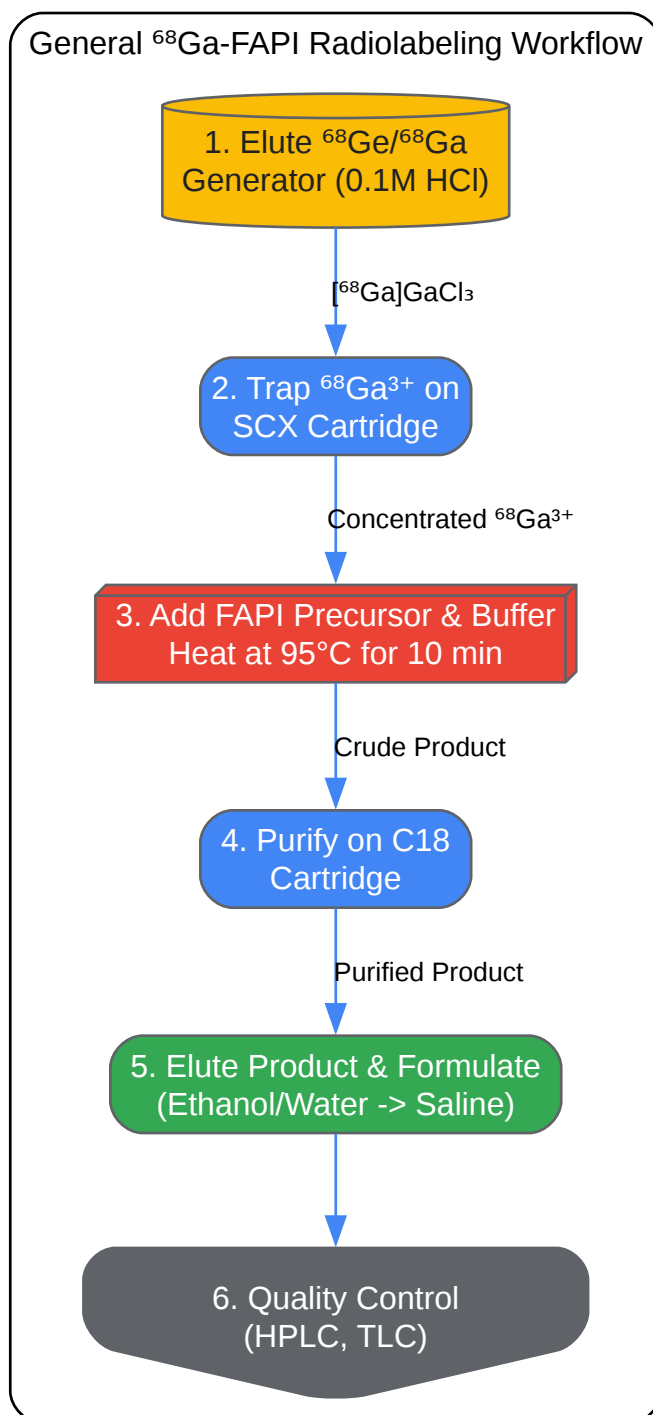 General ⁶⁸Ga-FAPI Radiolabeling Workflow
1. Elute ⁶⁸Ge/⁶⁸Ga
Generator (0.1M HCl)
[⁶⁸Ga]GaCl₃
2. Trap ⁶⁸Ga³⁺ on
SCX Cartridge
Concentrated ⁶⁸Ga³⁺
3. Add FAPI Precursor & Buffer
Heat at 95°C for 10 min
Crude Product
4. Purify on C18
Cartridge
Purified Product
5. Elute Product & Formulate
(Ethanol/Water -> Saline)
6. Quality Control
(HPLC, TLC)